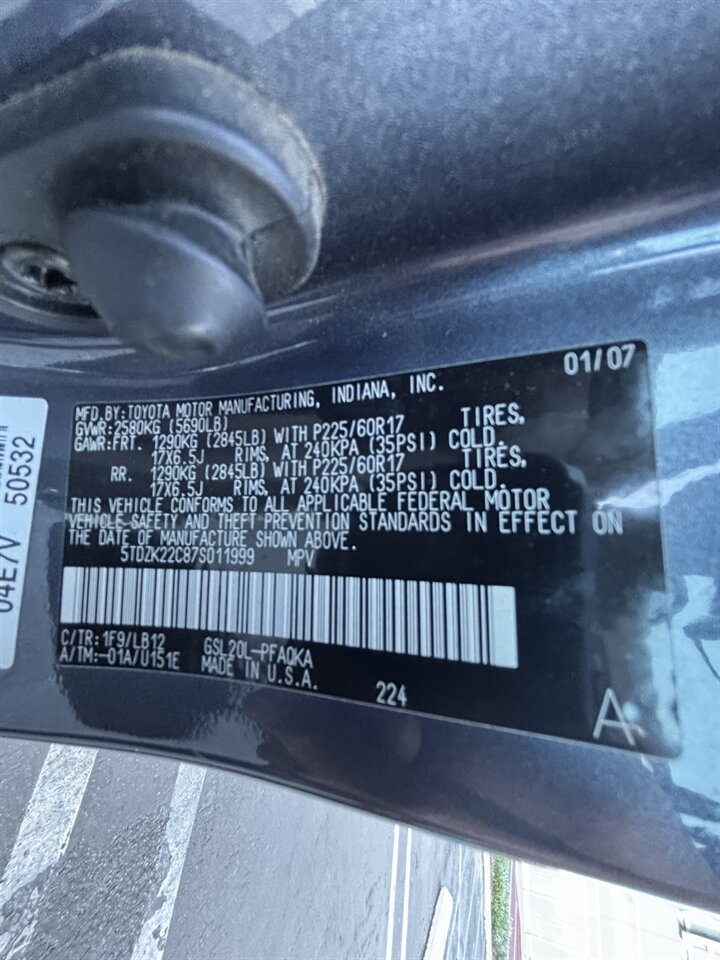 01/07
MFD.BY:TOYOTA MOTOR MANUFACTURING, INDIANA, INC.
GVWR:2580KG (5690LB)
GAWR:FRT. 1290KG (2845LB) WITH P225/60R17 TIRES,
17X6.5J RIMS, AT 240KPA (35PSI) COLD.
RR. 1290KG (2845LB) WITH P225/60R17 TIRES,
17X6.5J RIMS, AT 240KPA (35PSI) COLD.
THIS VEHICLE CONFORMS TO ALL APPLICABLE FEDERAL MOTOR
VEHICLE SAFETY AND THEFT PREVENTION STANDARDS IN EFFECT ON
THE DATE OF MANUFACTURE SHOWN ABOVE.
5TDZK22C87S011999 MPV
C/TR:1F9/LB12 GSL20L-PFAQKA
A/TM:-01A/U151E MADE IN U.S.A.
224
A
04E7V 50532